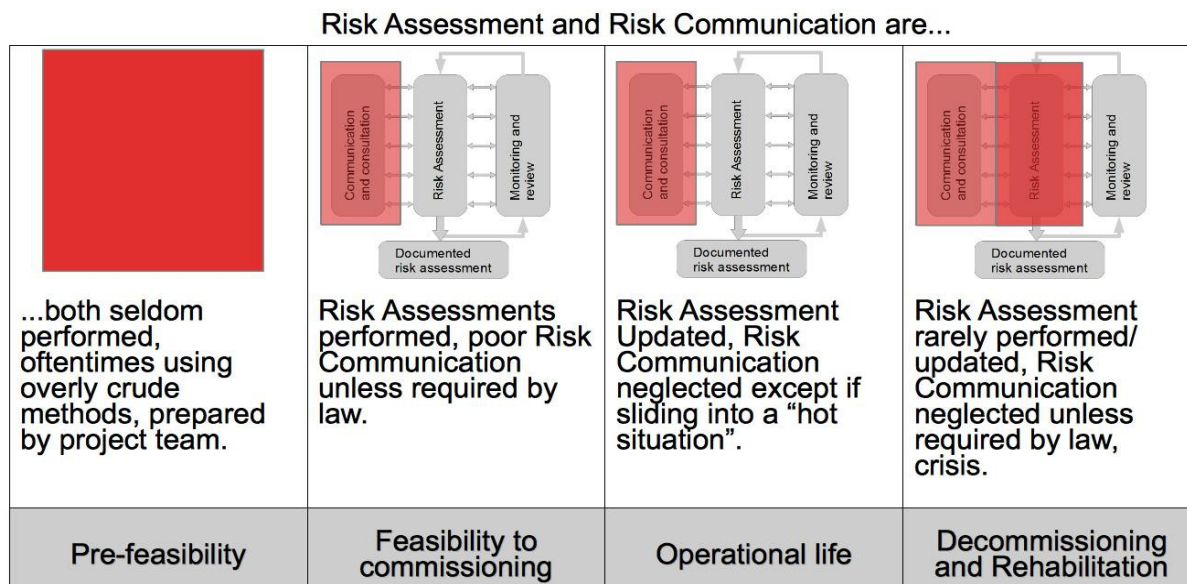 Risk Assessment and Risk Communication are...
...both seldom
performed,
oftentimes using
overly crude
methods, prepared
by project team.
Pre-feasibility
Communication
and consultation
Risk Assessment
Monitoring and
review
Documented
risk assessment
Risk Assessments
performed, poor Risk
Communication
unless required by
law.
Feasibility to
commissioning
Communication
and consultation
Risk Assessment
Monitoring and
review
Documented
risk assessment
Risk Assessment
Updated, Risk
Communication
neglected except if
sliding into a “hot
situation”.
Operational life
Communication
and consultation
Risk Assessment
Monitoring and
review
Documented
risk assessment
Risk Assessment
rarely performed/
updated, Risk
Communication
neglected unless
required by law,
crisis.
Decommissioning
and Rehabilitation